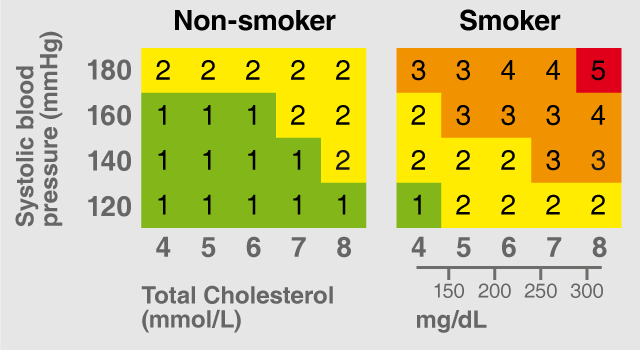 Non-smoker Smoker
Systolic blood
pressure (mmHg)
180 2 2 2 2 2 3 3 4 4 5
160 1 1 1 2 2 2 3 3 3 4
140 1 1 1 1 2 2 2 2 3 3
120 1 1 1 1 1 1 2 2 2 2
4 5 6 7 8 4 5 6 7 8
150 200 250 300
Total Cholesterol
(mmol/L)
mg/dL